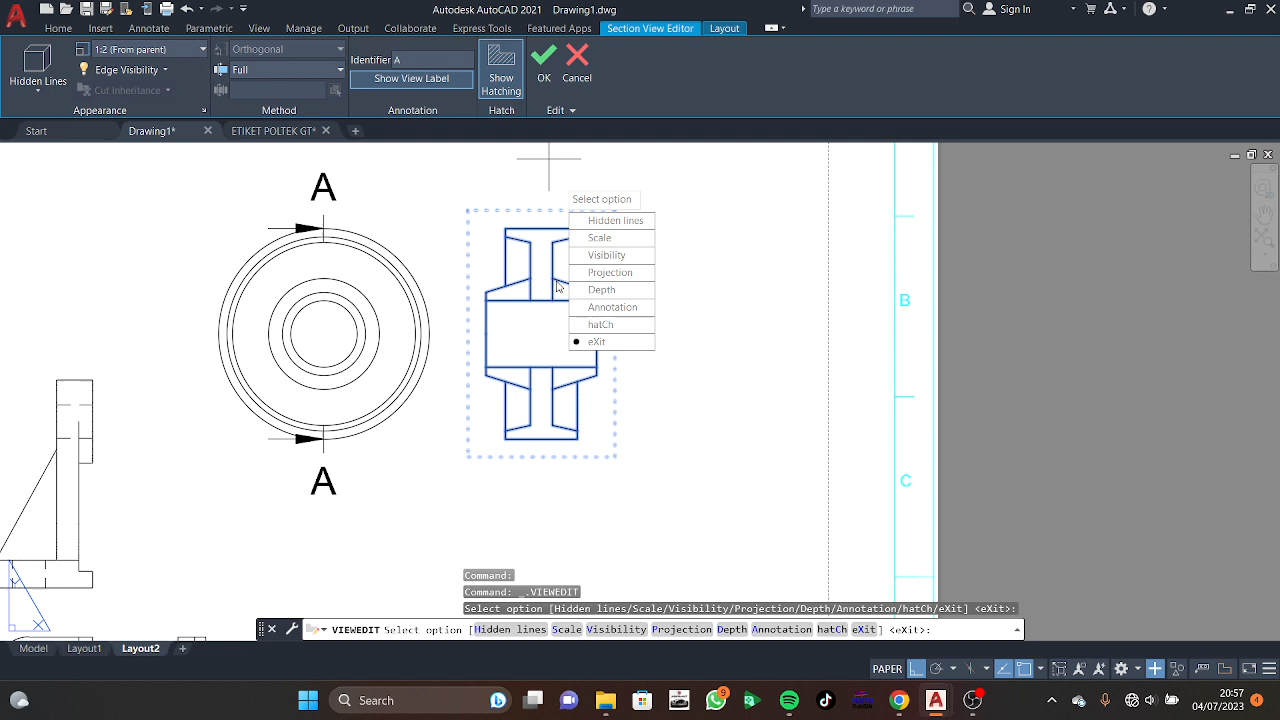 Autodesk AutoCAD 2021 Drawing1.dwg
Type a keyword or phrase
Sign In
Home Insert Annotate Parametric View Manage Output Collaborate Express Tools Featured Apps Section View Editor Layout
Hidden Lines
1:2 (From parent)
Edge Visibility
Cut Inheritance
Appearance
Orthogonal
Full
Method
Identifier A
Show View Label
Annotation
Show Hatching
Hatch
OK
Cancel
Edit
Start
Drawing1*
ETIKET POLTEK GT*
A
A
Select option
Hidden lines
Scale
Visibility
Projection
Depth
Annotation
hatCh
eXit
B
C
Command:
Command: _.VIEWEDIT
Select option [Hidden lines/Scale/Visibility/Projection/Depth/Annotation/hatCh/eXit] <eXit>:
VIEWEDIT Select option [Hidden lines Scale Visibility Projection Depth Annotation hatCh eXit] <eXit>:
Model Layout1 Layout2
PAPER
Search
9
20:57
04/07/2023
4